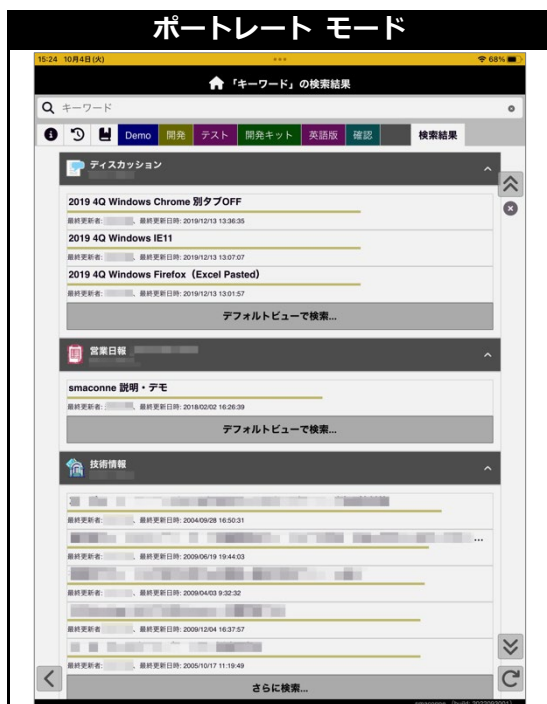 ポートレート モード
15:24 10月4日(火)
68%
「キーワード」の検索結果
キーワード
Demo 開発 テスト 開発キット 英語版 確認 検索結果
ディスカッション
2019 4Q Windows Chrome 別タブOFF
最終更新者: 、最終更新日時: 2019/12/13 13:36:35
2019 4Q Windows IE11
最終更新者: 、最終更新日時: 2019/12/13 13:07:07
2019 4Q Windows Firefox（Excel Pasted）
最終更新者: 、最終更新日時: 2019/12/13 13:01:57
デフォルトビューで検索...
営業日報
smaconne 説明・デモ
最終更新者: 、最終更新日時: 2018/02/02 16:26:39
デフォルトビューで検索...
技術情報
最終更新者: 、最終更新日時: 2004/09/28 16:50:31
...
最終更新者: 、最終更新日時: 2009/06/19 19:44:03
最終更新者: 、最終更新日時: 2009/04/03 9:32:32
最終更新者: 、最終更新日時: 2009/12/04 16:37:57
最終更新者: 、最終更新日時: 2005/10/17 11:19:49
さらに検索...